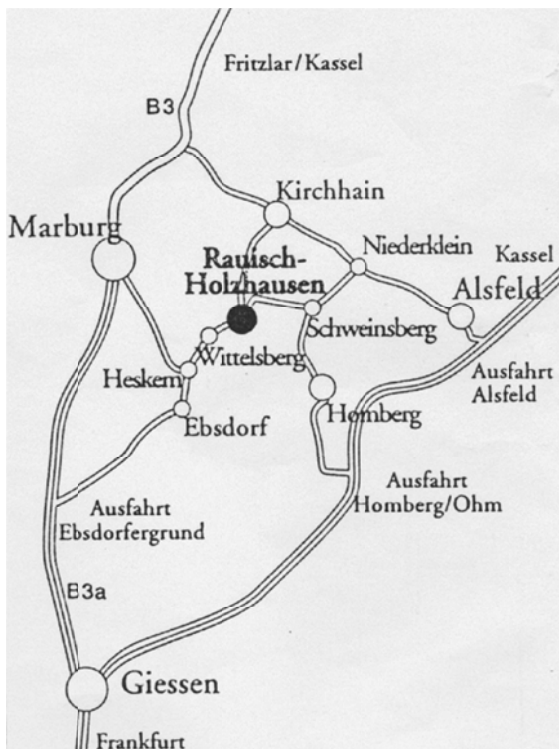 Fritzlar/Kassel
B3
Kirchhain
Marburg
Niederklein
Rauisch-
Holzhausen
Kassel
Alsfeld
Schweinsberg
Wittelsberg
Heskem
Ausfahrt
Alsfeld
Homberg
Ebsdorf
Ausfahrt
Homberg/Ohm
Ausfahrt
Ebsdorfergrund
B3a
Giessen
Frankfurt